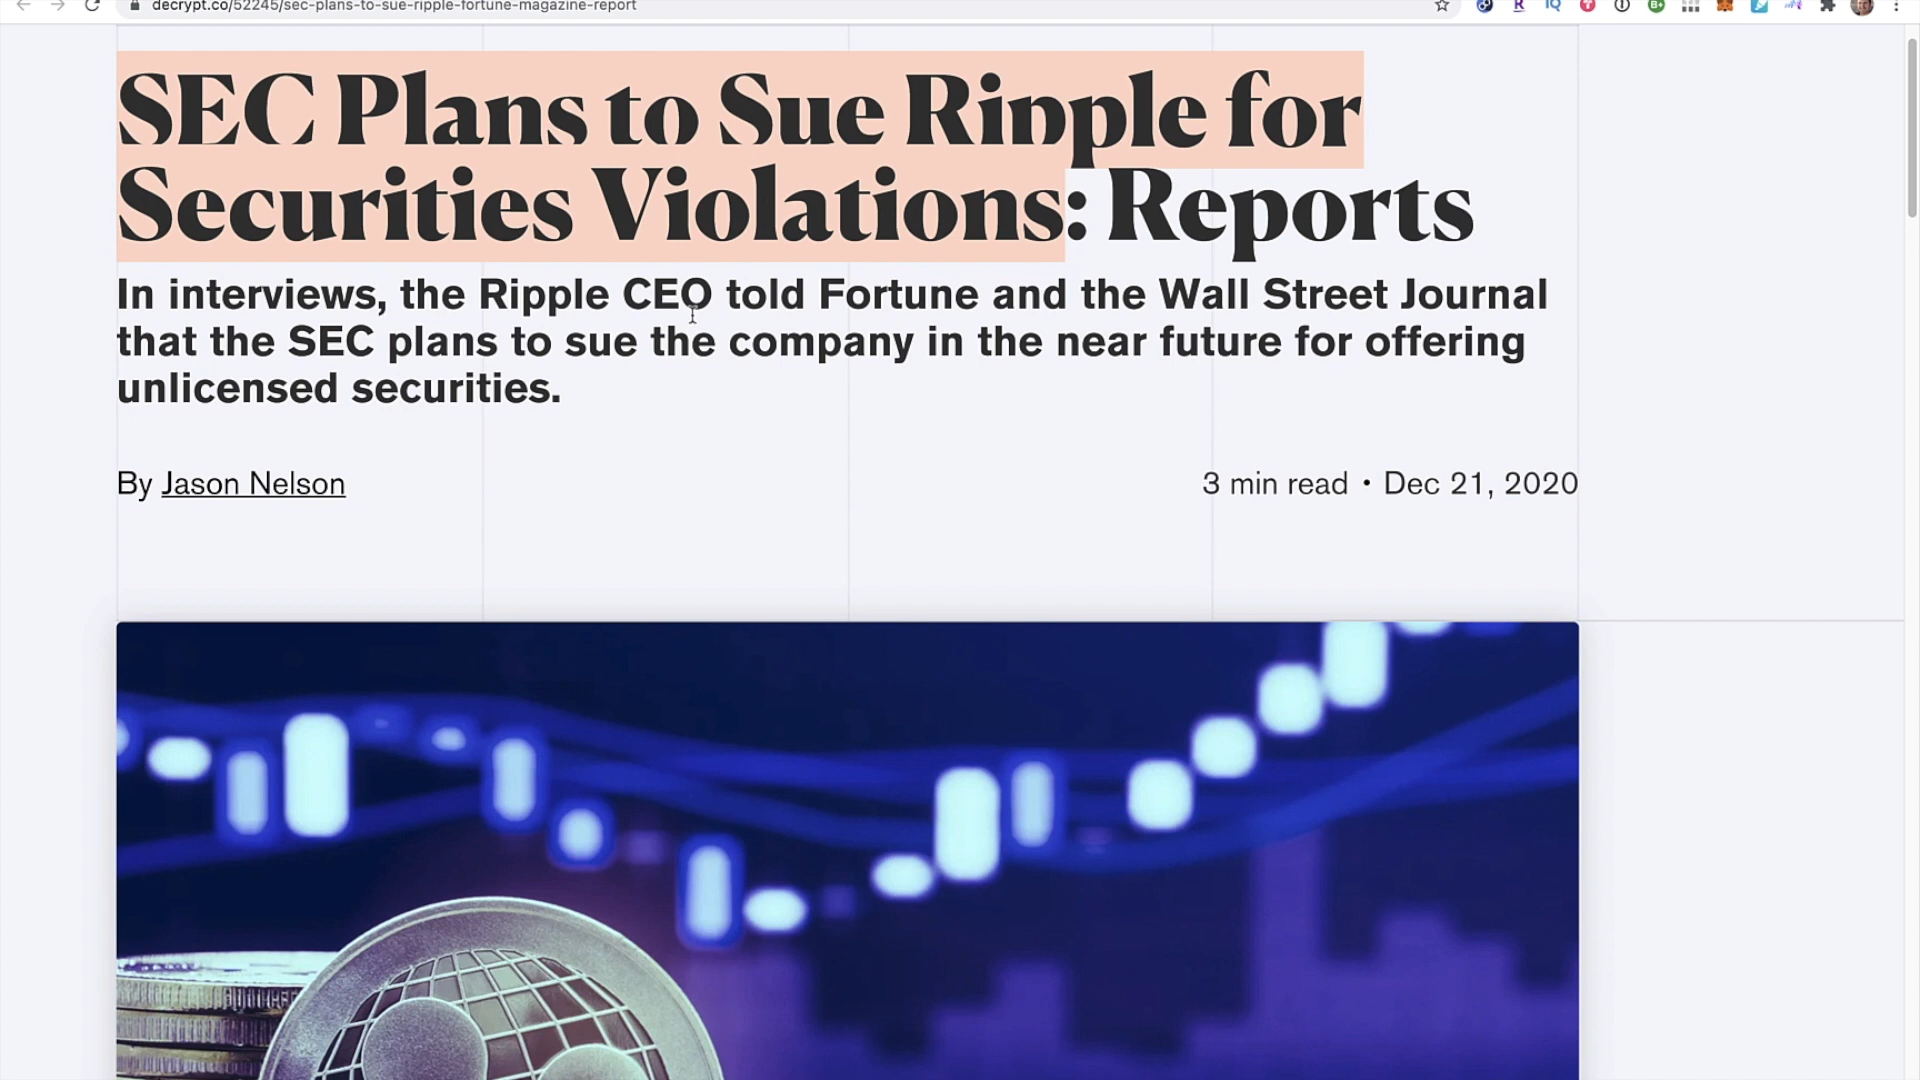 decrypt.co/52245/sec-plans-to-sue-ripple-fortune-magazine-report
SEC Plans to Sue Ripple for
Securities Violations: Reports
In interviews, the Ripple CEO told Fortune and the Wall Street Journal
that the SEC plans to sue the company in the near future for offering
unlicensed securities.
By Jason Nelson
3 min read • Dec 21, 2020